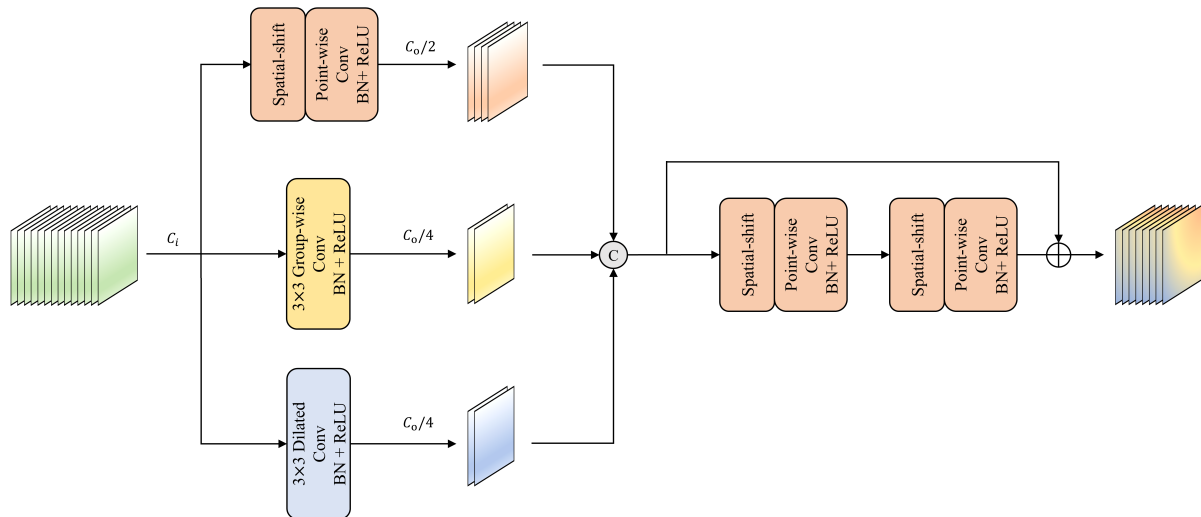 Spatial-shift
Point-wise
Conv
BN+ ReLU
C_o/2
C_i
3×3 Group-wise
Conv
BN + ReLU
C_o/4
C
Spatial-shift
Point-wise
Conv
BN+ ReLU
Spatial-shift
Point-wise
Conv
BN+ ReLU
3×3 Dilated
Conv
BN + ReLU
C_o/4